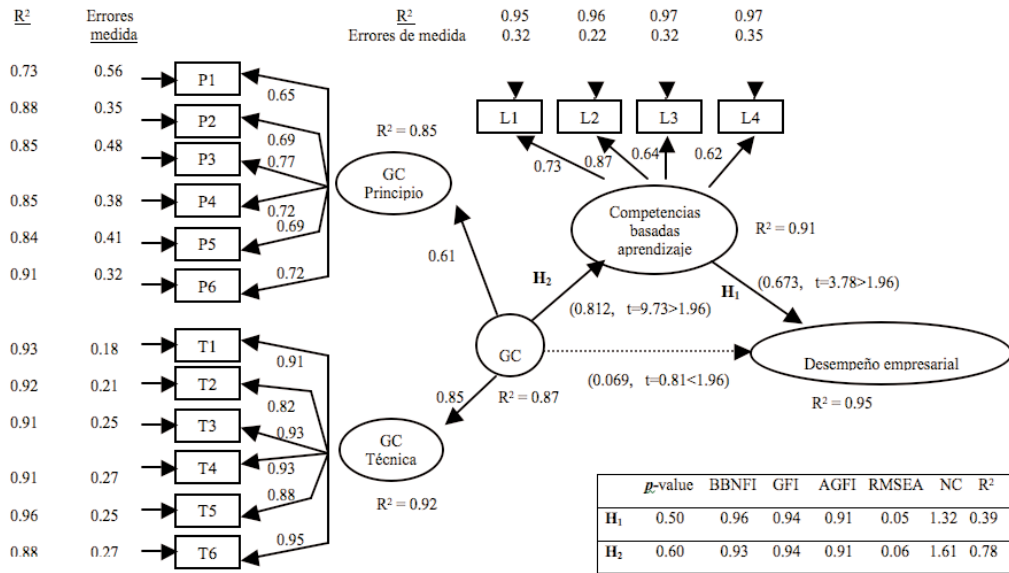 R² Errores medida
R² 0.95 0.96 0.97 0.97
Errores de medida 0.32 0.22 0.32 0.35
0.73 0.56 P1 0.65
0.88 0.35 P2 0.69
0.85 0.48 P3 0.77
0.85 0.38 P4 0.72
0.84 0.41 P5 0.69
0.91 0.32 P6 0.72
R² = 0.85
GC
Principio
L1 L2 L3 L4
0.73 0.87 0.64 0.62
Competencias
basadas
aprendizaje
R² = 0.91
0.61
H₂
(0.812, t=9.73>1.96)
H₁
(0.673, t=3.78>1.96)
GC
R² = 0.87
(0.069, t=0.81<1.96)
Desempeño empresarial
R² = 0.95
0.85
0.93 0.18 T1 0.91
0.92 0.21 T2 0.82
0.91 0.25 T3 0.93
0.91 0.27 T4 0.93
0.96 0.25 T5 0.88
0.88 0.27 T6 0.95
GC
Técnica
R² = 0.92
p-value BBNFI GFI AGFI RMSEA NC R²
H₁ 0.50 0.96 0.94 0.91 0.05 1.32 0.39
H₂ 0.60 0.93 0.94 0.91 0.06 1.61 0.78